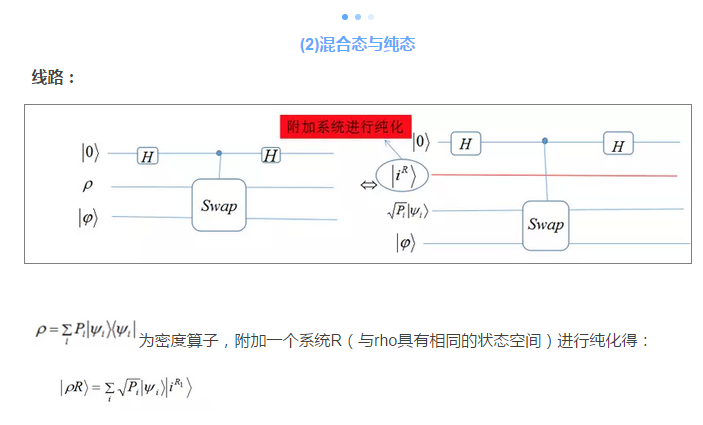 (2)混合态与纯态
线路：
附加系统进行纯化
|0⟩ H H
ρ
|φ⟩ Swap
⇔
|0⟩ H H
|i^R⟩
√P_i|ψ_i⟩
|φ⟩ Swap
ρ=∑_i P_i|ψ_i⟩⟨ψ_i|为密度算子，附加一个系统R（与rho具有相同的状态空间）进行纯化得：
|ρR⟩=∑_i √P_i|ψ_i⟩|i^{R_1}⟩